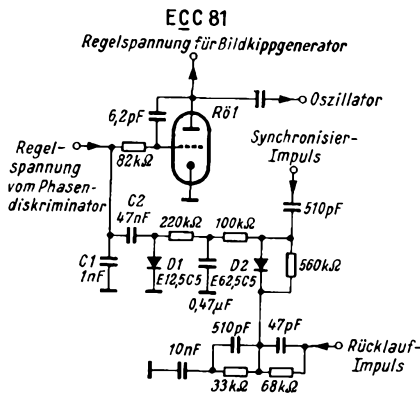 ECC 81
Regelspannung für Bildkippgenerator
6,2pF
Rö1
Oszillator
Regel-
spannung
vom Phasen-
diskriminator
82kΩ
Synchronisier-
Impuls
510pF
C2
47nF
220kΩ
100kΩ
C1
1nF
D1
E12,5C5
E62,5C5
D2
560kΩ
0,47µF
510pF
47pF
10nF
Rücklauf-
Impuls
33kΩ
68kΩ